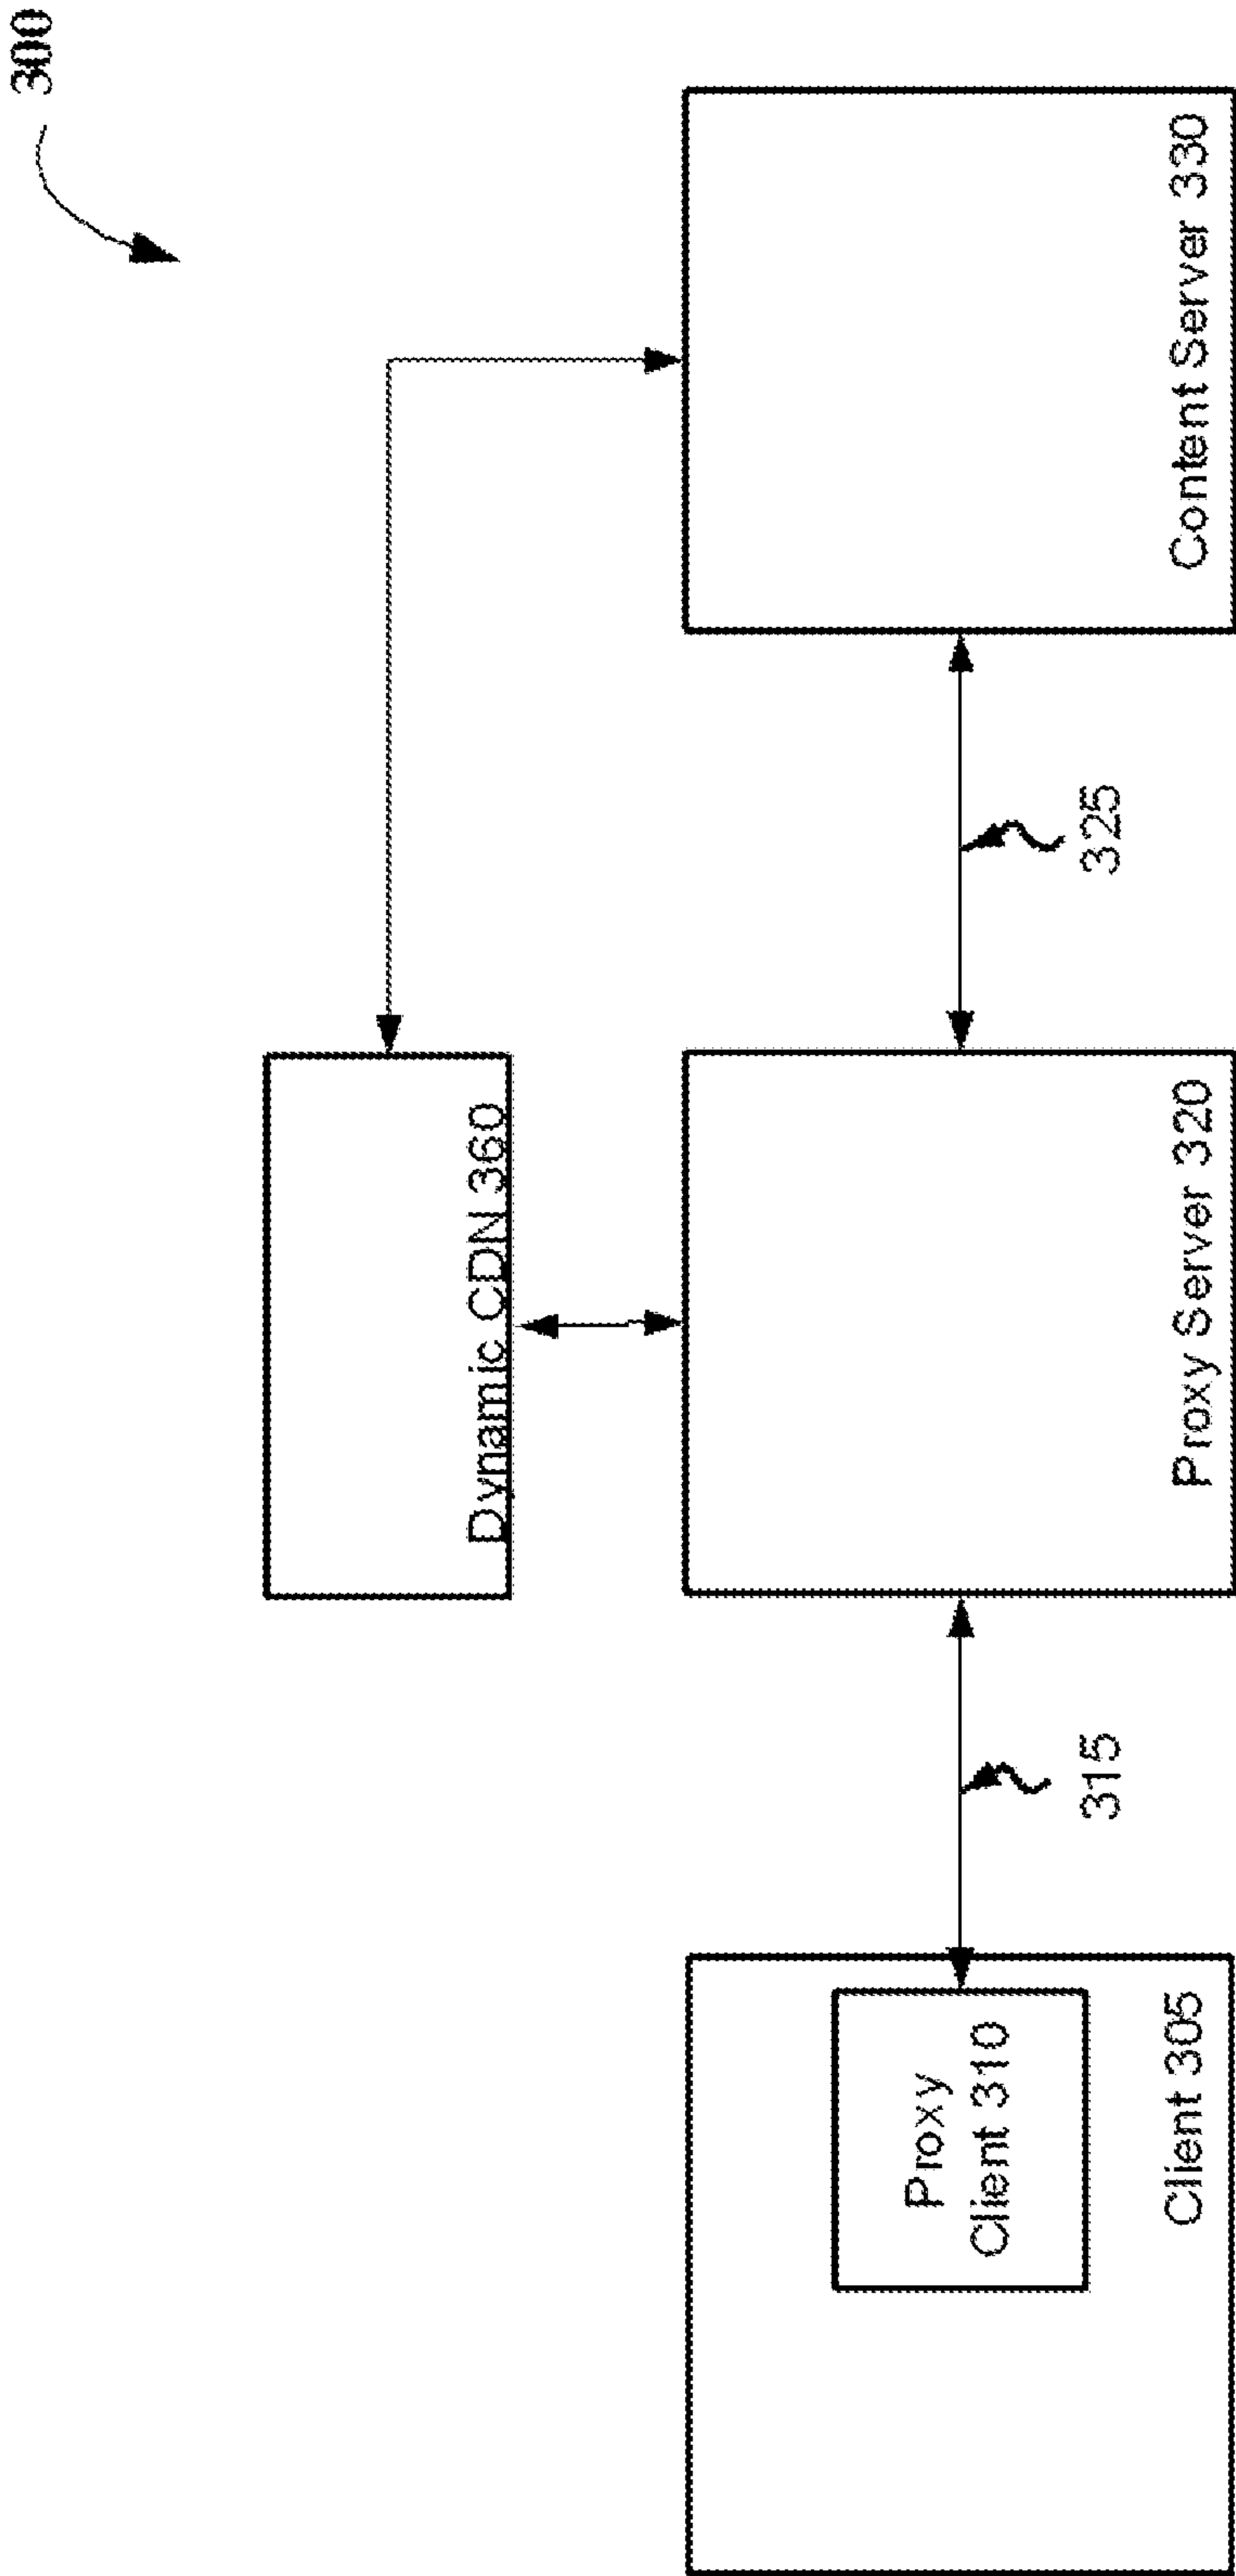 300
Dynamic CDN 360
Proxy
Client 310
Client 305
315
Proxy Server 320
325
Content Server 330